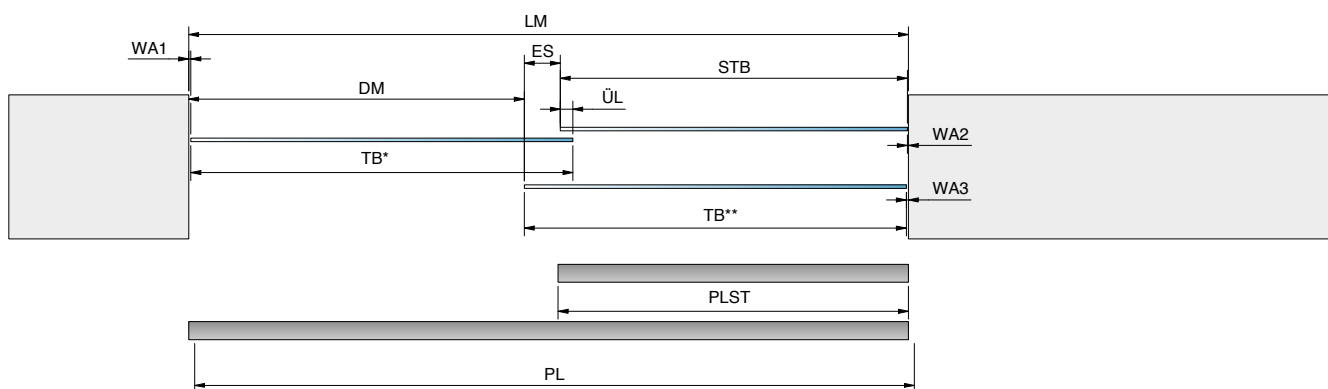 LM
WA1
ES
STB
DM
ÜL
WA2
TB*
WA3
TB**
PLST
PL